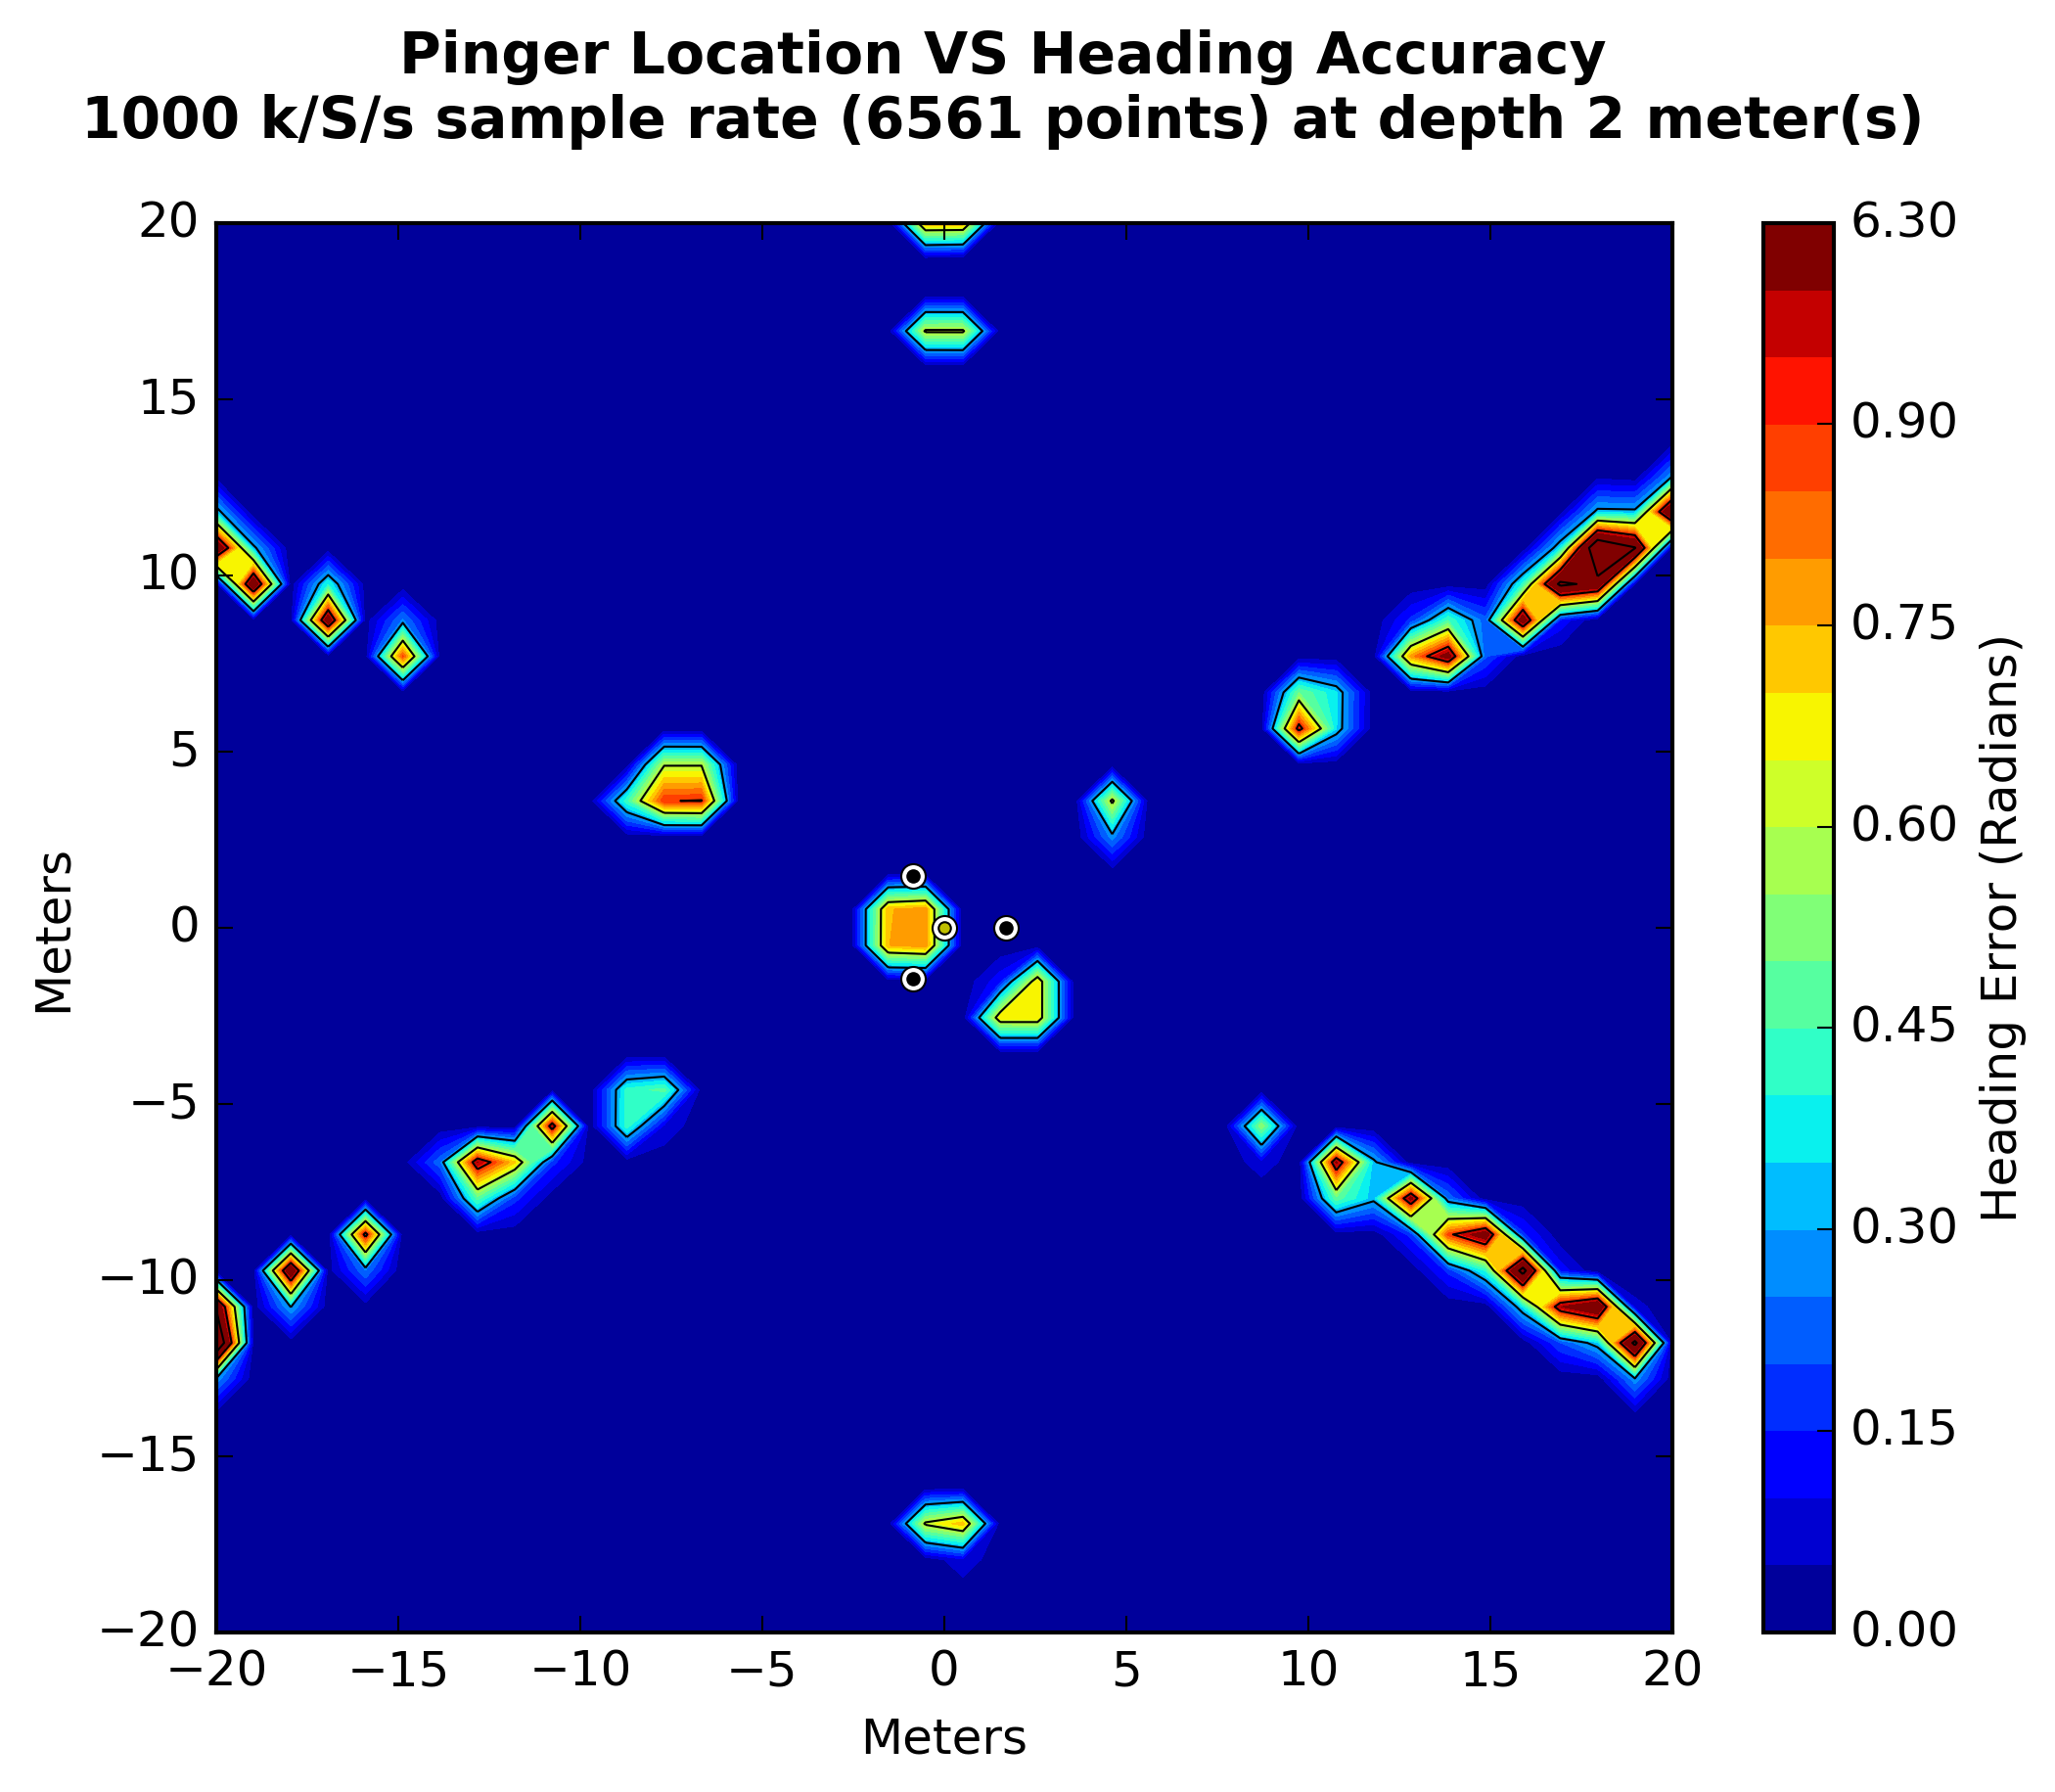 Pinger Location VS Heading Accuracy
1000 k/S/s sample rate (6561 points) at depth 2 meter(s)
20
15
10
5
0
−5
−10
−15
−20
Meters
−20 −15 −10 −5 0 5 10 15 20
Meters
6.30
0.90
0.75
0.60
0.45
0.30
0.15
0.00
Heading Error (Radians)